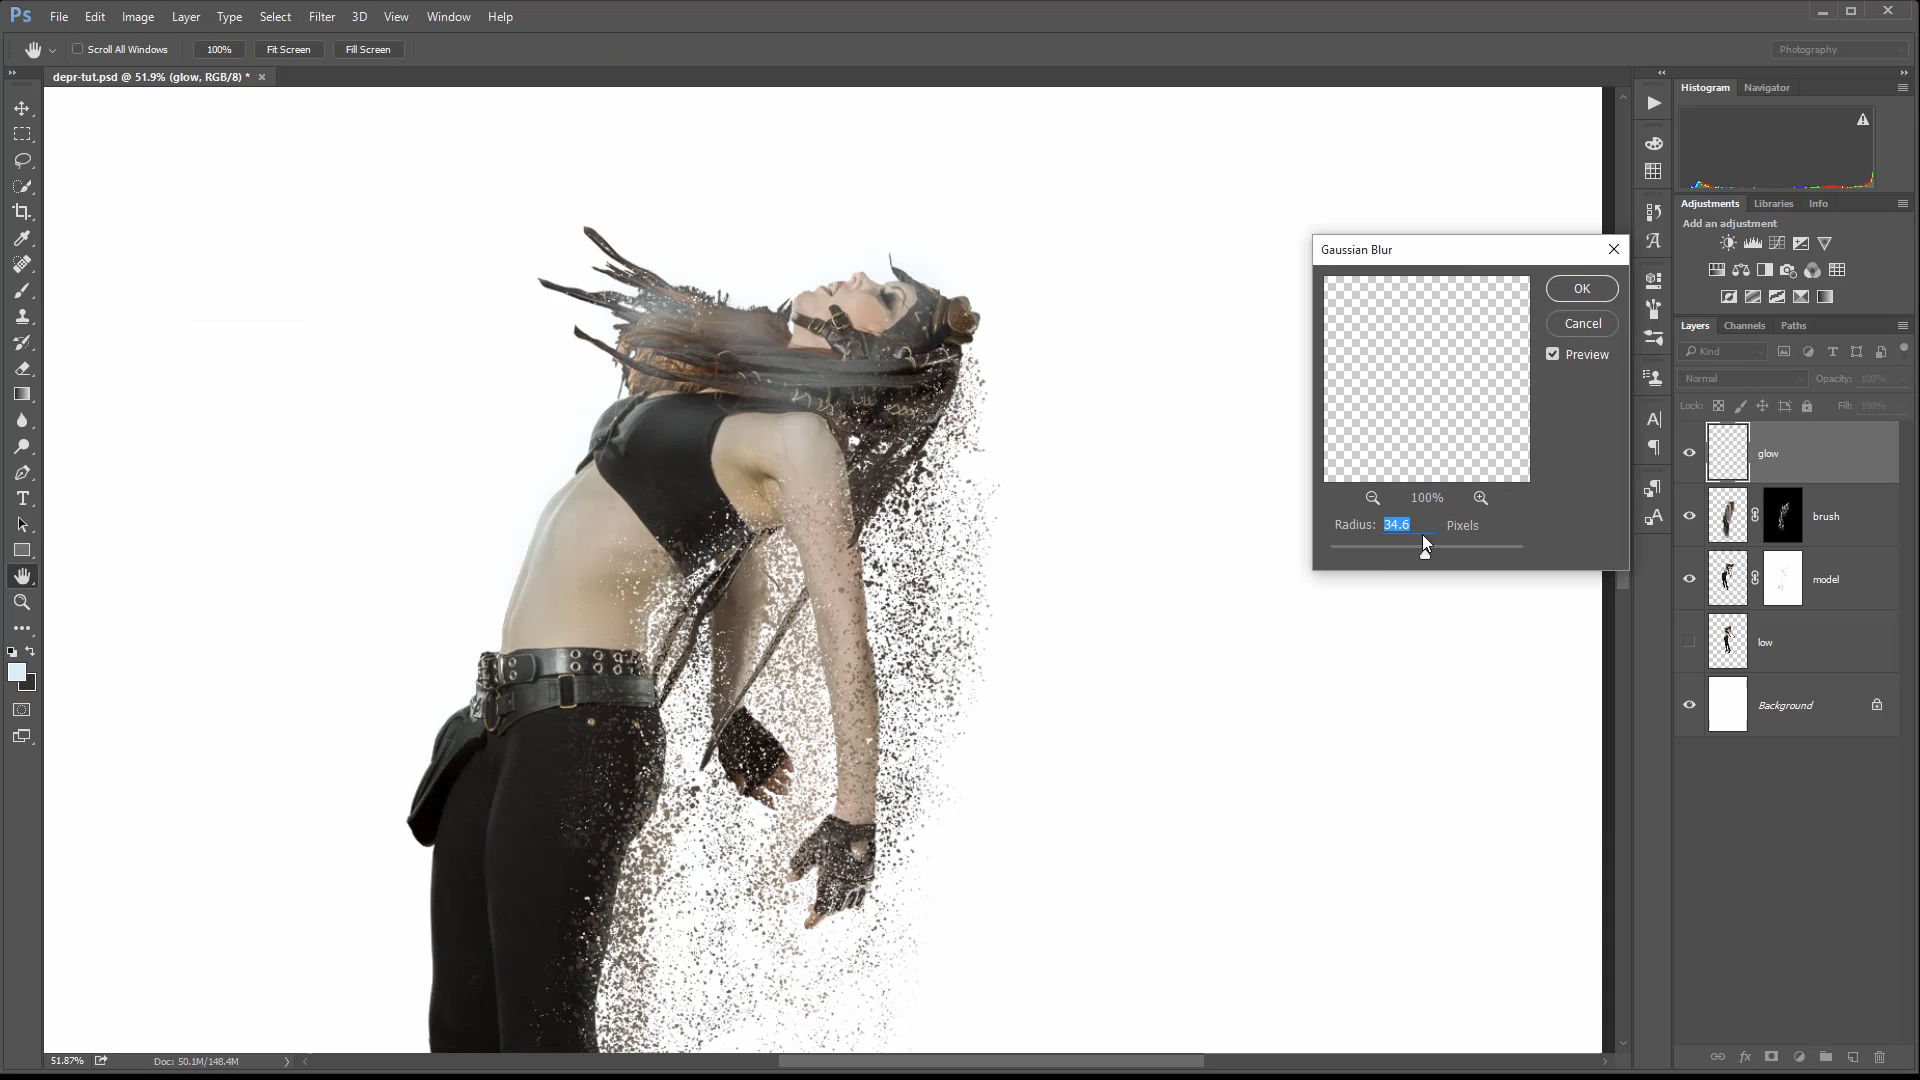 Ps File Edit Image Layer Type Select Filter 3D View Window Help
Scroll All Windows 100% Fit Screen Fill Screen Photography
depr-tut.psd @ 51.9% (glow, RGB/8) * ×
Histogram Navigator
Adjustments Libraries Info
Add an adjustment
Gaussian Blur
OK
Cancel
Preview
100%
Radius: 34.6 Pixels
Layers Channels Paths
Kind
Normal Opacity: 100%
Lock: Fill: 100%
glow
brush
model
low
Background
51.87% Doc: 50.1M/148.4M